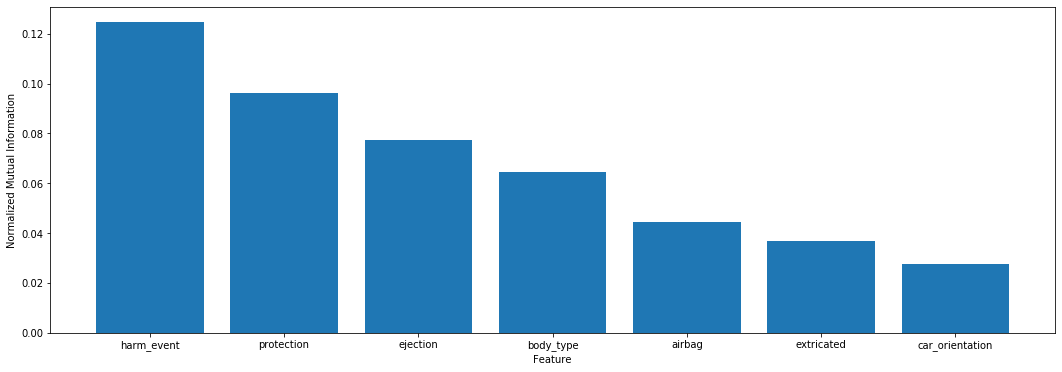 Normalized Mutual Information
0.12
0.10
0.08
0.06
0.04
0.02
0.00
harm_event protection ejection body_type airbag extricated car_orientation
Feature